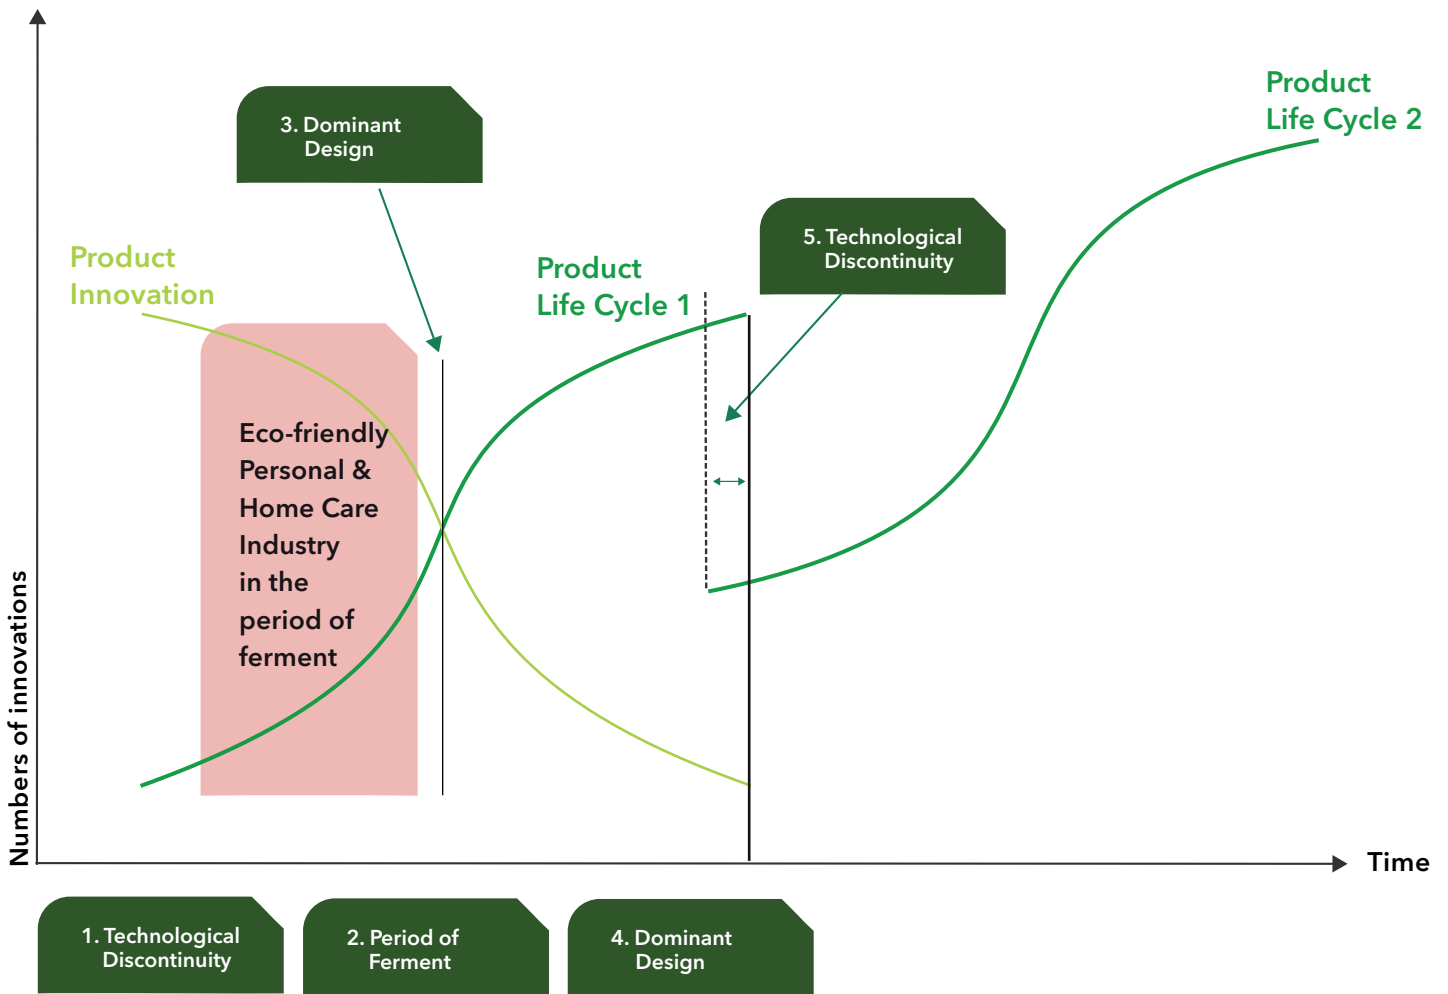 Product
Life Cycle 2
3. Dominant
Design
5. Technological
Discontinuity
Product
Innovation
Product
Life Cycle 1
Eco-friendly
Personal &
Home Care
Industry
in the
period of
ferment
Numbers of innovations
Time
1. Technological
Discontinuity
2. Period of
Ferment
4. Dominant
Design